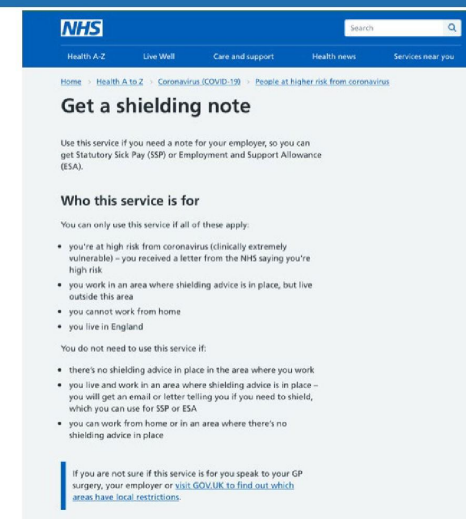 NHS
Search
Health A-Z Live Well Care and support Health news Services near you
Home > Health A to Z > Coronavirus (COVID-19) > People at higher risk from coronavirus
Get a shielding note
Use this service if you need a note for your employer, so you can
get Statutory Sick Pay (SSP) or Employment and Support Allowance
(ESA).
Who this service is for
You can only use this service if all of these apply:
• you're at high risk from coronavirus (clinically extremely
vulnerable) – you received a letter from the NHS saying you're
high risk
• you work in an area where shielding advice is in place, but live
outside this area
• you cannot work from home
• you live in England
You do not need to use this service if:
• there's no shielding advice in place in the area where you work
• you live and work in an area where shielding advice is in place –
you will get an email or letter telling you if you need to shield,
which you can use for SSP or ESA
• you can work from home or in an area where there's no
shielding advice in place
If you are not sure if this service is for you speak to your GP
surgery, your employer or visit GOV.UK to find out which
areas have local restrictions.